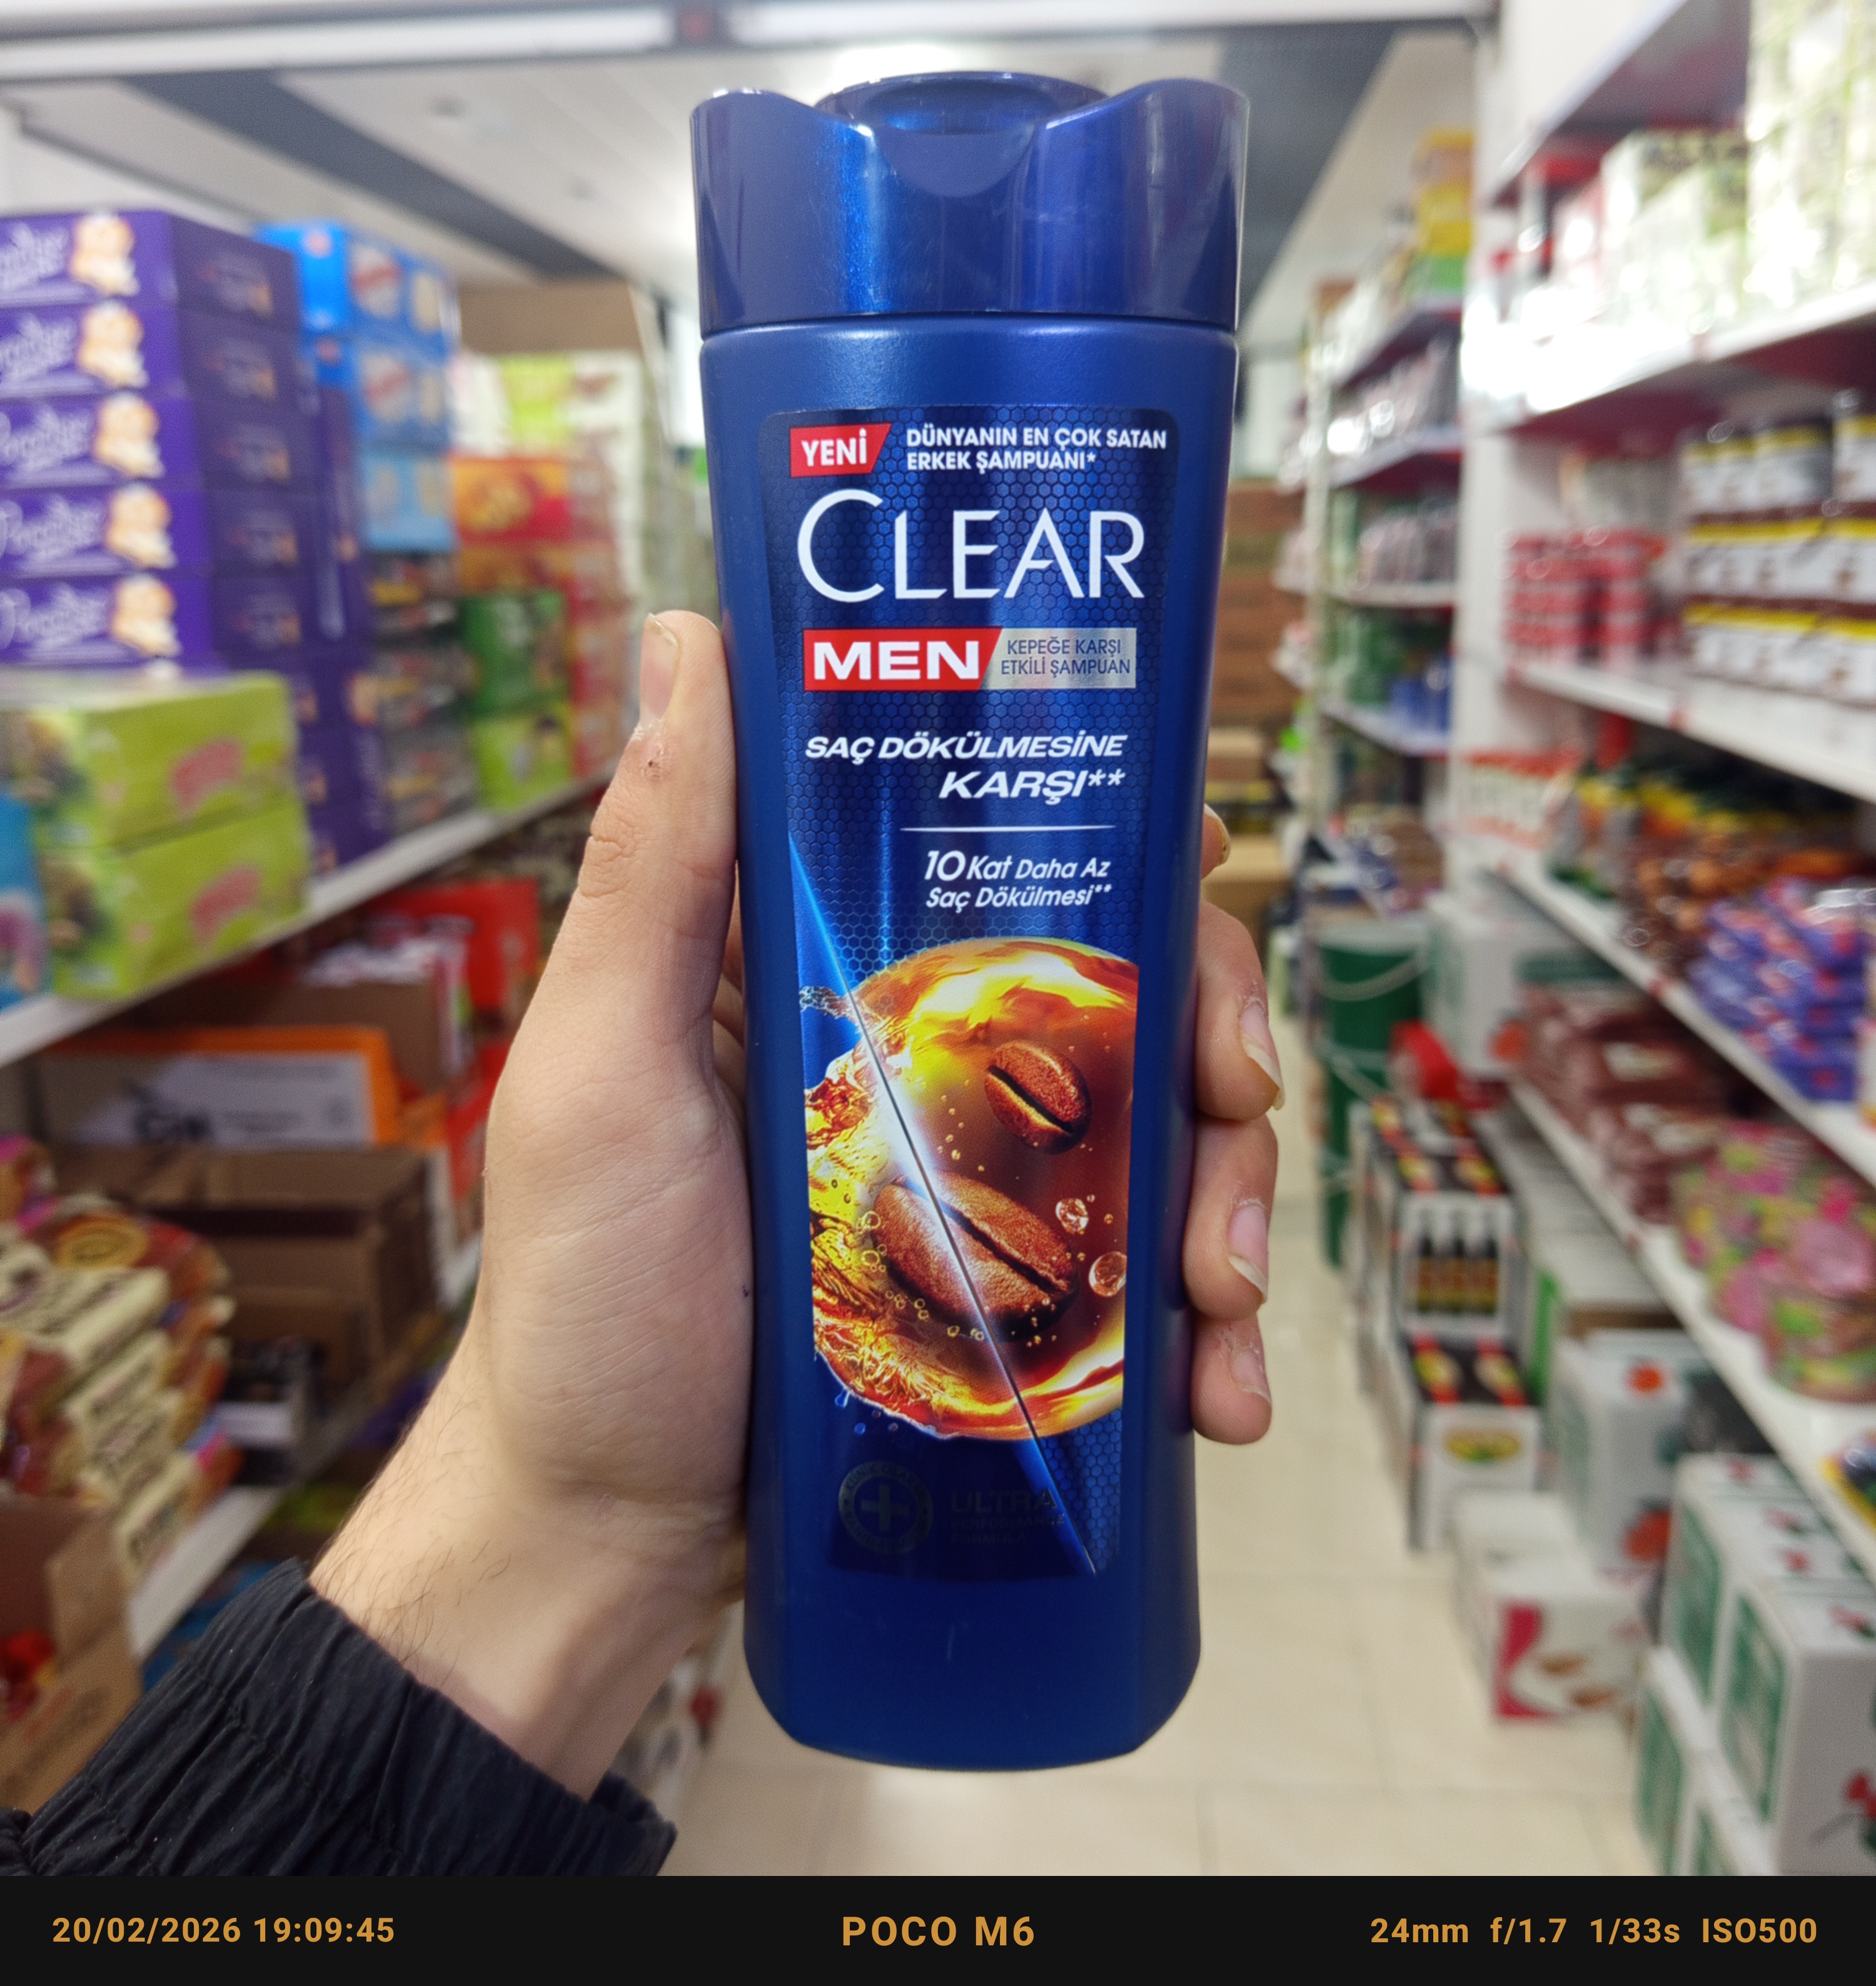 YENİ
DÜNYANIN EN ÇOK SATAN
ERKEK ŞAMPUANI*
CLEAR
MEN
KEPEĞE KARŞI
ETKİLİ ŞAMPUAN
SAÇ DÖKÜLMESİNE
KARŞI**
10 Kat Daha Az
Saç Dökülmesi**
ULTRA
PERFORMANCE
20/02/2026 19:09:45
POCO M6
24mm f/1.7 1/33s ISO500